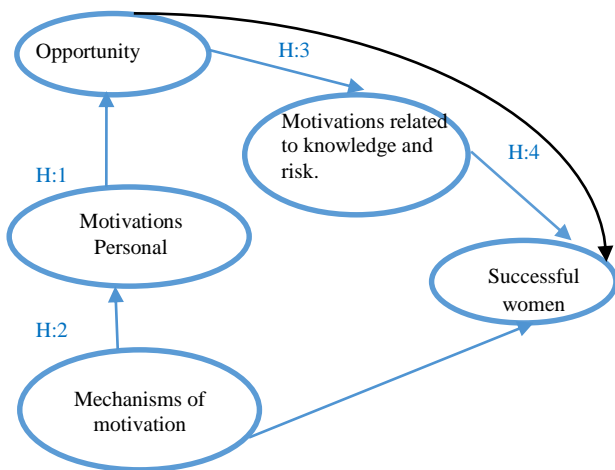 Opportunity
H:3
Motivations related
to knowledge and
risk.
H:4
H:1
Motivations
Personal
Successful
women
H:2
Mechanisms of
motivation